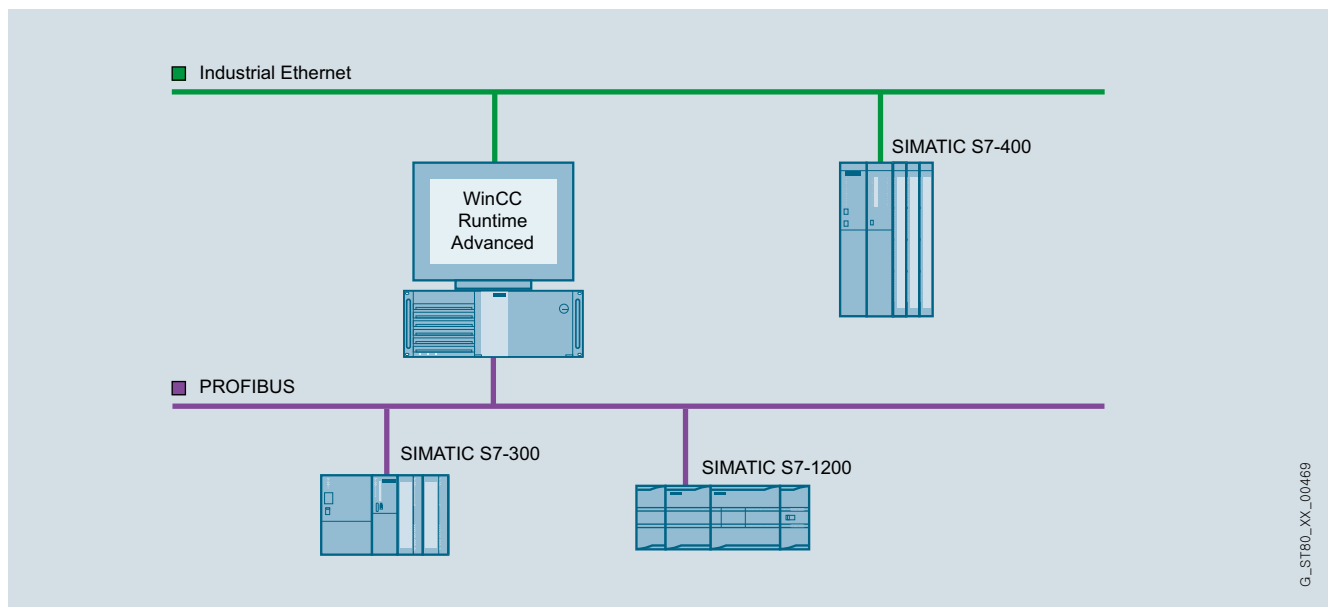 Industrial Ethernet
SIMATIC S7-400
WinCC
Runtime
Advanced
PROFIBUS
SIMATIC S7-300
SIMATIC S7-1200
G_ST80_XX_00469